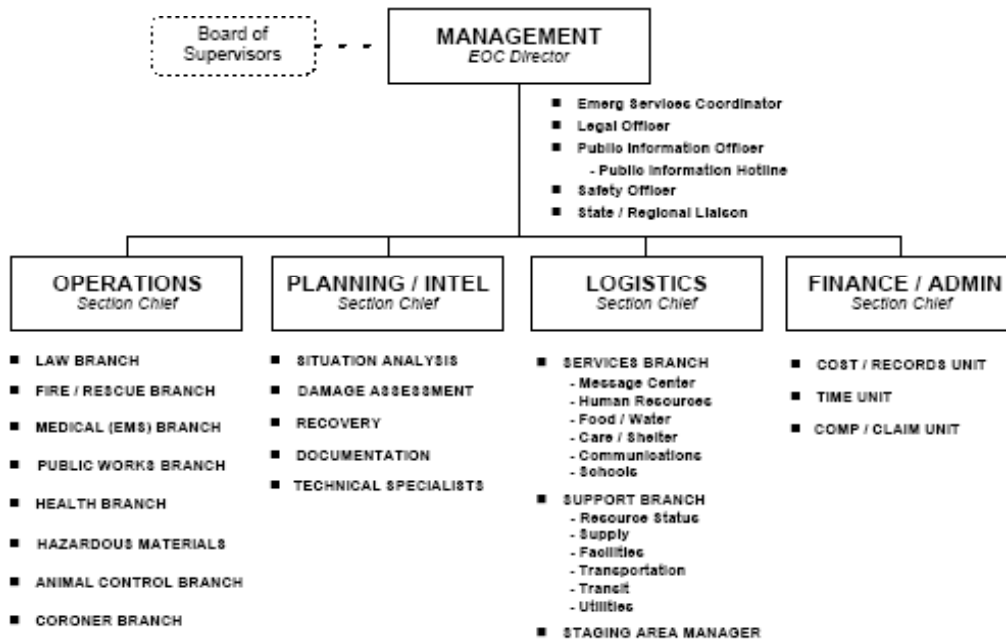 Board of
Supervisors
MANAGEMENT
EOC Director
■ Emerg Services Coordinator
■ Legal Officer
■ Public Information Officer
- Public Information Hotline
■ Safety Officer
■ State / Regional Liaison
OPERATIONS
Section Chief
■ LAW BRANCH
■ FIRE / RESCUE BRANCH
■ MEDICAL (EMS) BRANCH
■ PUBLIC WORKS BRANCH
■ HEALTH BRANCH
■ HAZARDOUS MATERIALS
■ ANIMAL CONTROL BRANCH
■ CORONER BRANCH
PLANNING / INTEL
Section Chief
■ SITUATION ANALYSIS
■ DAMAGE ASSESSMENT
■ RECOVERY
■ DOCUMENTATION
■ TECHNICAL SPECIALISTS
LOGISTICS
Section Chief
■ SERVICES BRANCH
- Message Center
- Human Resources
- Food / Water
- Care / Shelter
- Communications
- Schools
■ SUPPORT BRANCH
- Resource Status
- Supply
- Facilities
- Transportation
- Transit
- Utilities
■ STAGING AREA MANAGER
FINANCE / ADMIN
Section Chief
■ COST / RECORDS UNIT
■ TIME UNIT
■ COMP / CLAIM UNIT